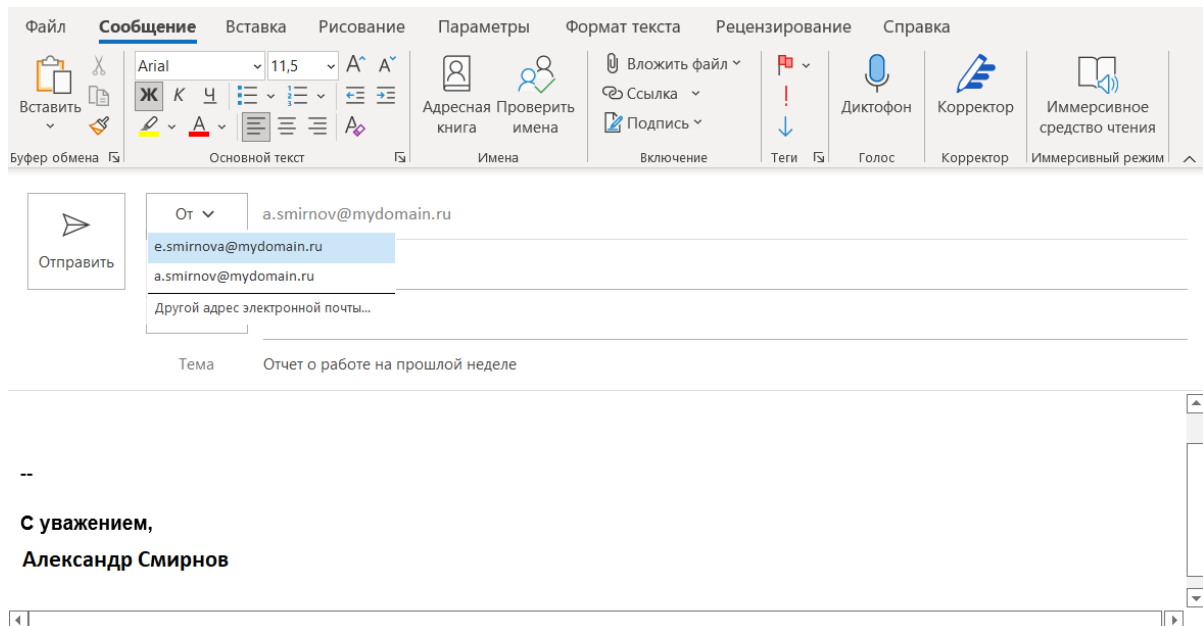 Файл Сообщение Вставка Рисование Параметры Формат текста Рецензирование Справка
Вставить
Буфер обмена
Arial 11,5 A A
Ж К Ч
A A
Основной текст
Адресная книга
Проверить имена
Имена
Вложить файл
Ссылка
Подпись
Включение
!
Теги
Диктофон
Голос
Корректор
Корректор
Иммерсивное
средство чтения
Иммерсивный режим
Отправить
От a.smirnov@mydomain.ru
e.smirnova@mydomain.ru
a.smirnov@mydomain.ru
Другой адрес электронной почты...
Тема Отчет о работе на прошлой неделе
--
С уважением,
Александр Смирнов